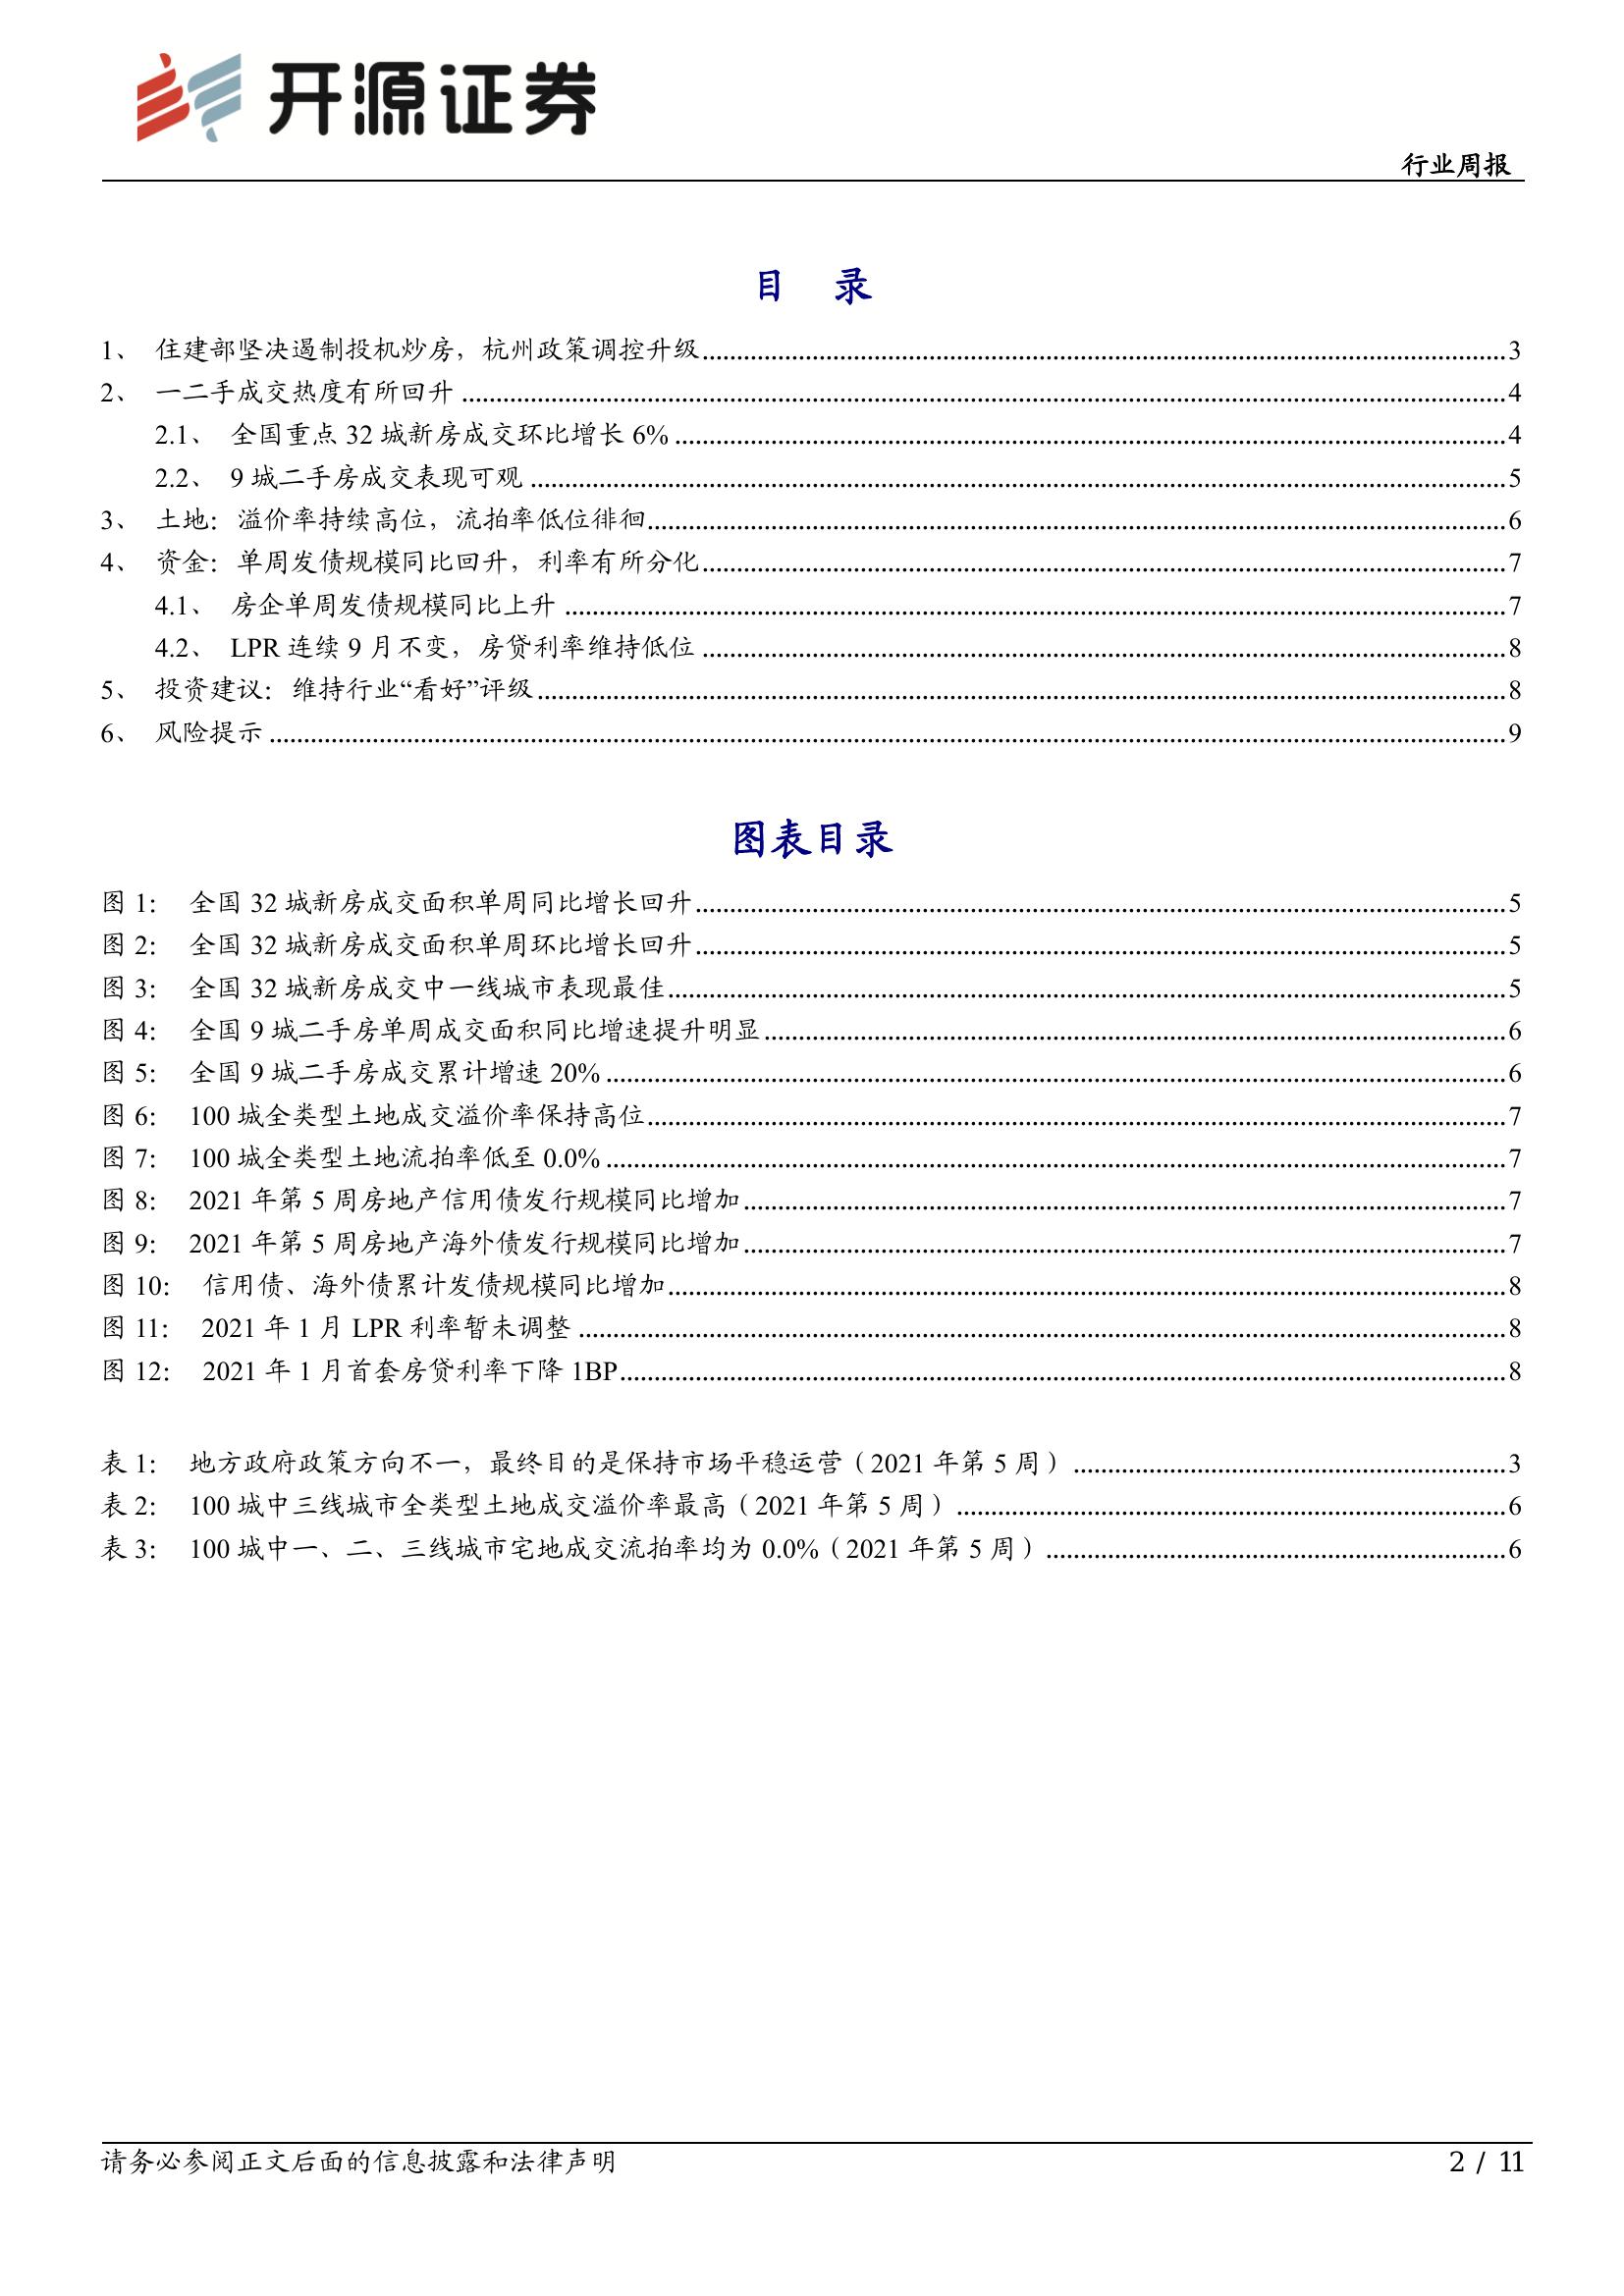 开源证券
行业周报
目 录
1、 住建部坚决遏制投机炒房，杭州政策调控升级 3
2、 一二手成交热度有所回升 4
2.1、 全国重点 32 城新房成交环比增长 6% 4
2.2、 9 城二手房成交表现可观 5
3、 土地：溢价率持续高位，流拍率低位徘徊 6
4、 资金：单周发债规模同比回升，利率有所分化 7
4.1、 房企单周发债规模同比上升 7
4.2、 LPR 连续 9 月不变，房贷利率维持低位 8
5、 投资建议：维持行业“看好”评级 8
6、 风险提示 9
图表目录
图 1： 全国 32 城新房成交面积单周同比增长回升 5
图 2： 全国 32 城新房成交面积单周环比增长回升 5
图 3： 全国 32 城新房成交中一线城市表现最佳 5
图 4： 全国 9 城二手房单周成交面积同比增速提升明显 6
图 5： 全国 9 城二手房成交累计增速 20% 6
图 6： 100 城全类型土地成交溢价率保持高位 7
图 7： 100 城全类型土地流拍率低至 0.0% 7
图 8： 2021 年第 5 周房地产信用债发行规模同比增加 7
图 9： 2021 年第 5 周房地产海外债发行规模同比增加 7
图 10： 信用债、海外债累计发债规模同比增加 8
图 11： 2021 年 1 月 LPR 利率暂未调整 8
图 12： 2021 年 1 月首套房贷利率下降 1BP 8
表 1： 地方政府政策方向不一，最终目的是保持市场平稳运营（2021 年第 5 周） 3
表 2： 100 城中三线城市全类型土地成交溢价率最高（2021 年第 5 周） 6
表 3： 100 城中一、二、三线城市宅地成交流拍率均为 0.0%（2021 年第 5 周） 6
请务必参阅正文后面的信息披露和法律声明
2 / 11